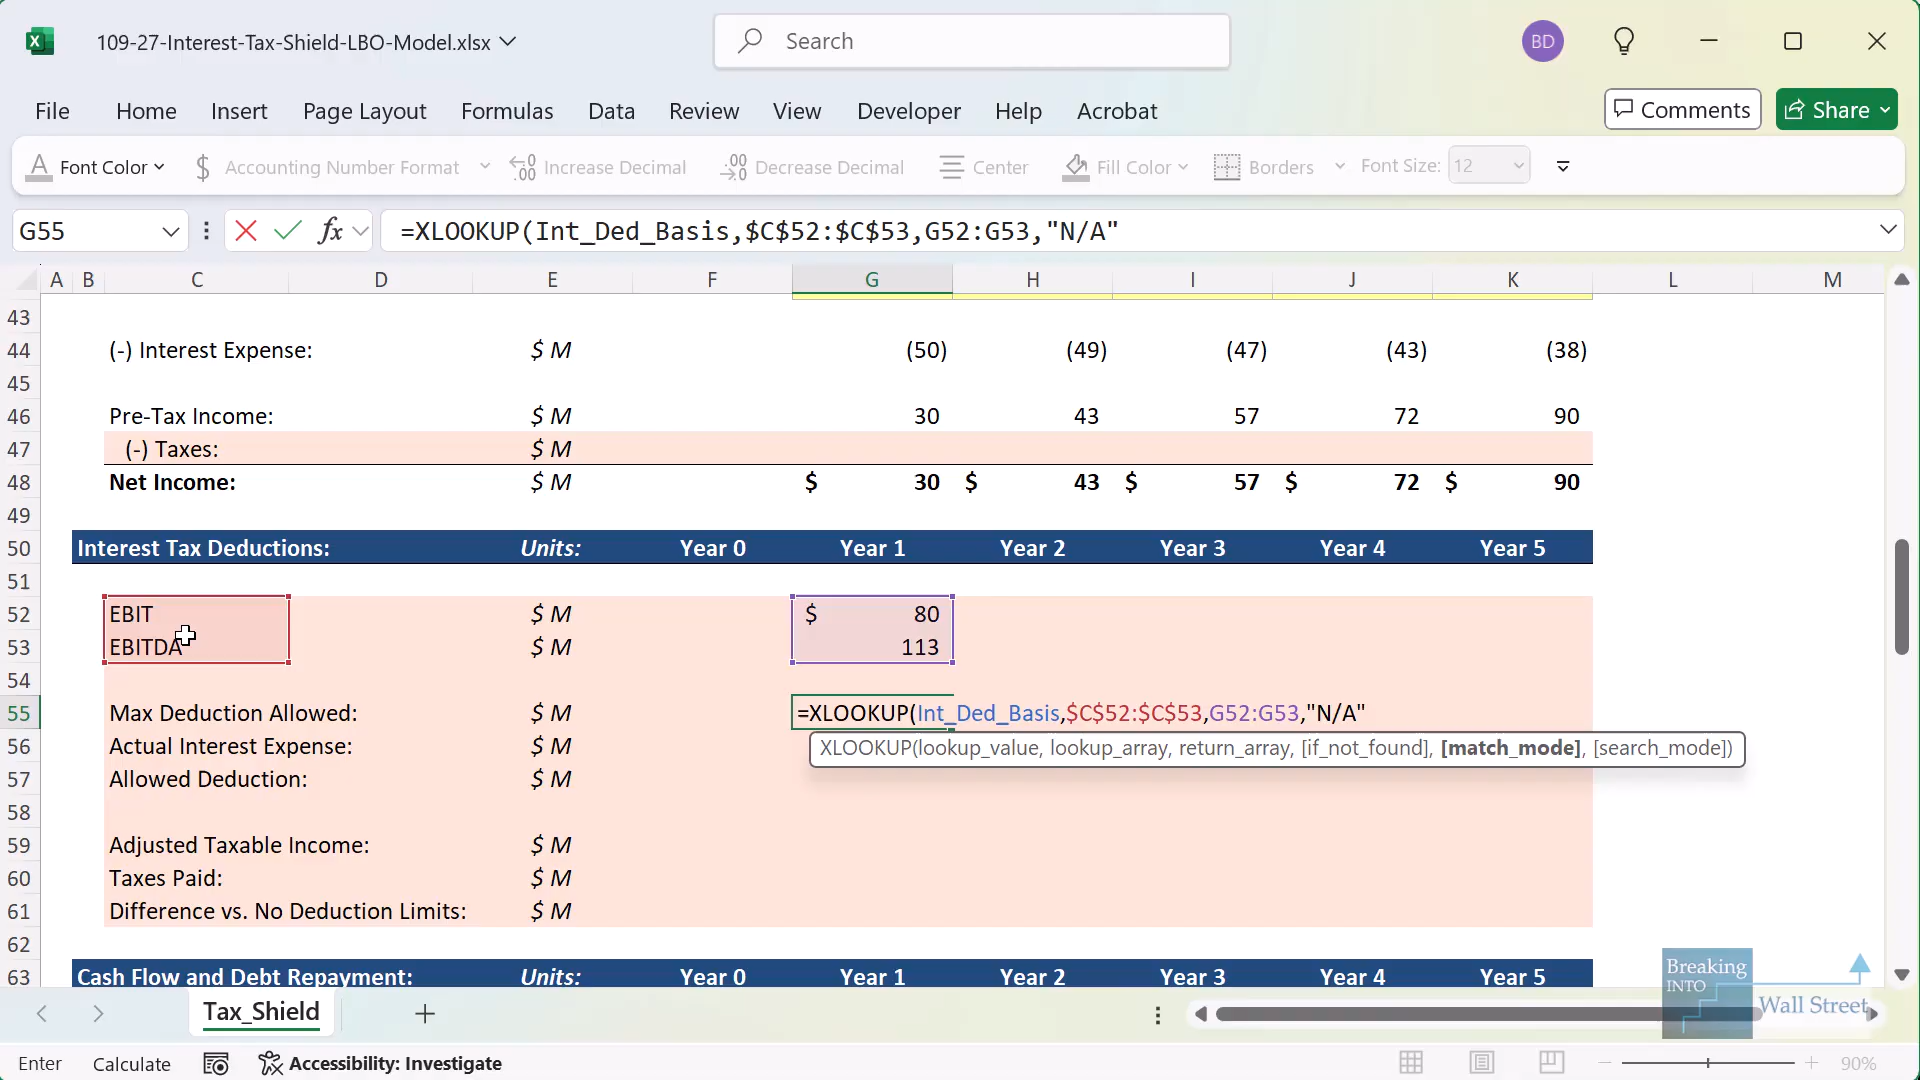 109-27-Interest-Tax-Shield-LBO-Model.xlsx
Search
BD
File Home Insert Page Layout Formulas Data Review View Developer Help Acrobat
Comments Share
Font Color $ Accounting Number Format Increase Decimal Decrease Decimal Center Fill Color Borders Font Size: 12
G55 fx =XLOOKUP(Int_Ded_Basis,$C$52:$C$53,G52:G53,"N/A"
A B C D E F G H I J K L M
43
44 (-) Interest Expense: $ M (50) (49) (47) (43) (38)
45
46 Pre-Tax Income: $ M 30 43 57 72 90
47 (-) Taxes: $ M
48 Net Income: $ M $ 30 $ 43 $ 57 $ 72 $ 90
49
50 Interest Tax Deductions: Units: Year 0 Year 1 Year 2 Year 3 Year 4 Year 5
51
52 EBIT $ M $ 80
53 EBITDA $ M 113
54
55 Max Deduction Allowed: $ M =XLOOKUP(Int_Ded_Basis,$C$52:$C$53,G52:G53,"N/A"
56 Actual Interest Expense: $ M
XLOOKUP(lookup_value, lookup_array, return_array, [if_not_found], [match_mode], [search_mode])
57 Allowed Deduction: $ M
58
59 Adjusted Taxable Income: $ M
60 Taxes Paid: $ M
61 Difference vs. No Deduction Limits: $ M
62
63 Cash Flow and Debt Repayment: Units: Year 0 Year 1 Year 2 Year 3 Year 4 Year 5
Breaking
INTO
Wall Street
Tax_Shield
Enter Calculate Accessibility: Investigate 90%